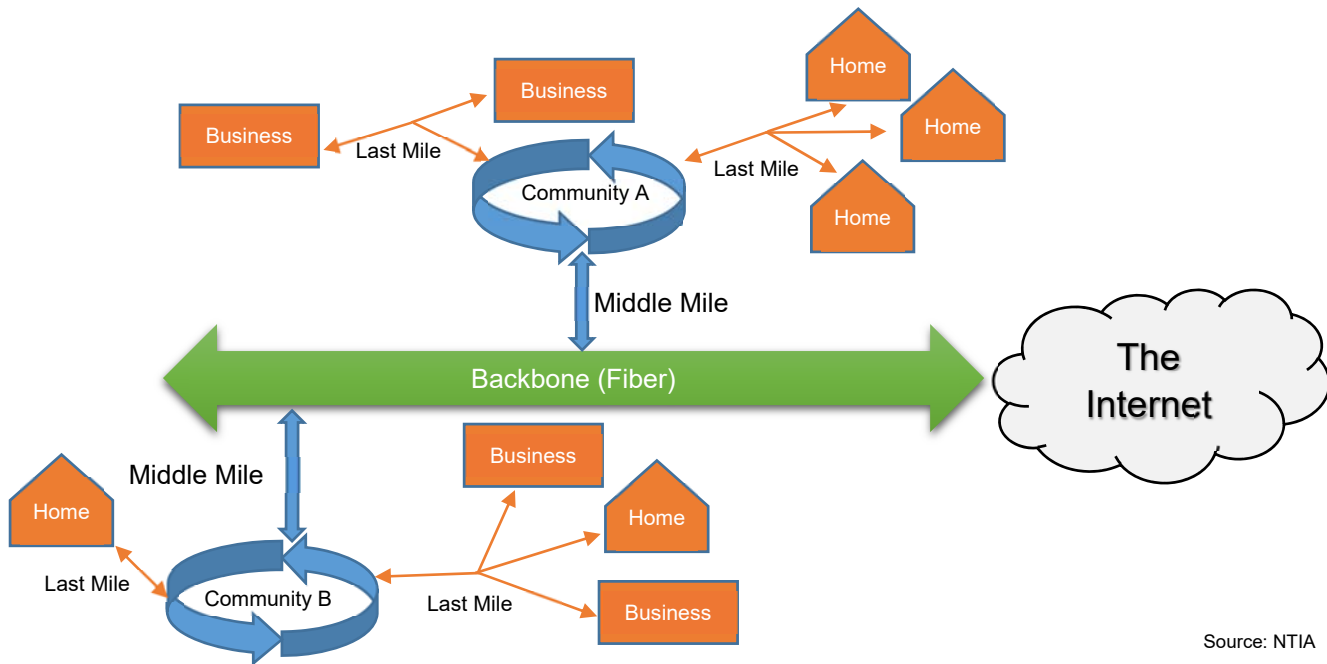 Home
Business
Business
Home
Last Mile
Last Mile
Community A
Home
Middle Mile
The
Internet
Backbone (Fiber)
Business
Middle Mile
Home
Home
Last Mile
Community B
Last Mile
Business
Source: NTIA